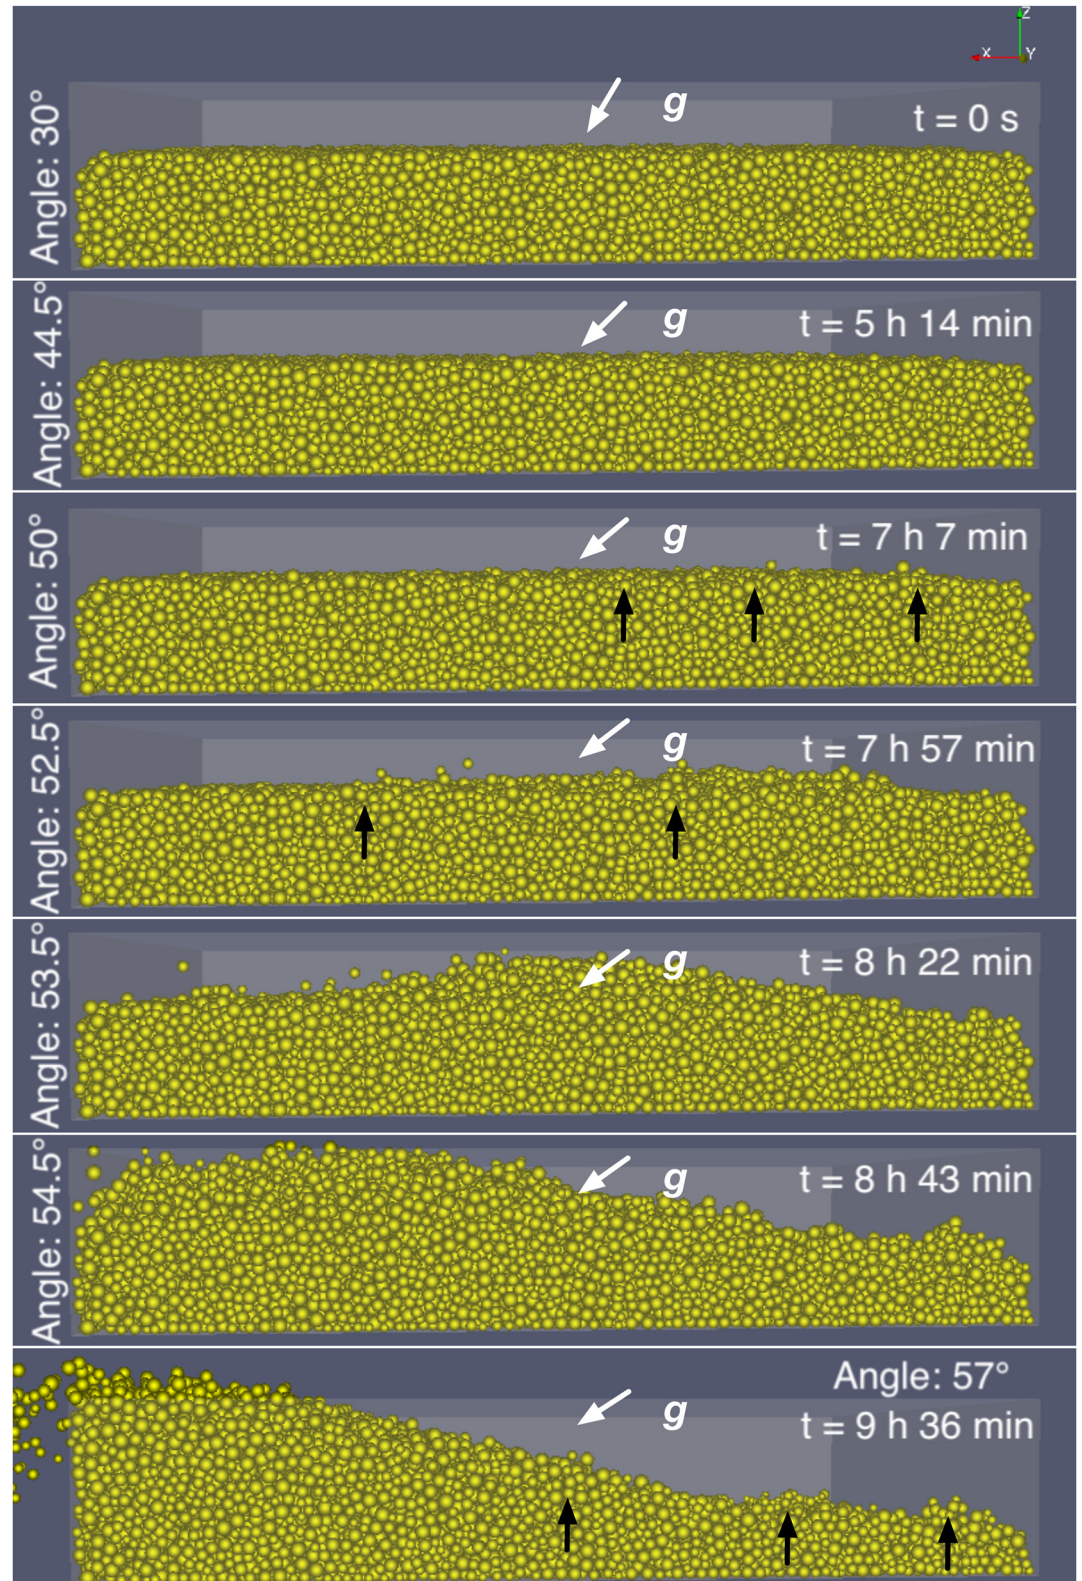 Z
X
Y
Angle: 30°
g
t = 0 s
Angle: 44.5°
g
t = 5 h 14 min
Angle: 50°
g
t = 7 h 7 min
Angle: 52.5°
g
t = 7 h 57 min
Angle: 53.5°
g
t = 8 h 22 min
Angle: 54.5°
g
t = 8 h 43 min
Angle: 57°
g
t = 9 h 36 min